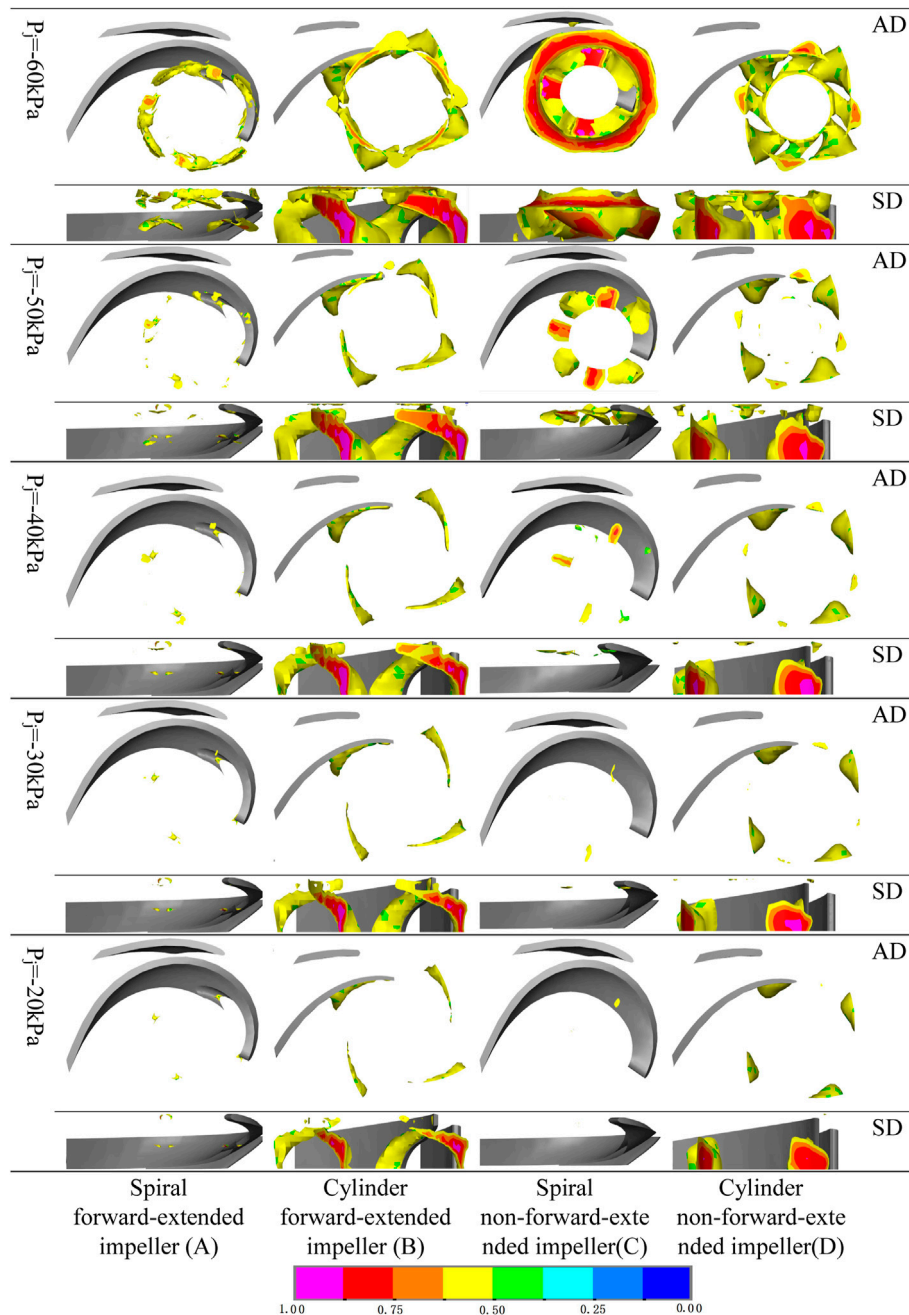 Pj=-60kPa
AD
SD
Pj=-50kPa
AD
SD
Pj=-40kPa
AD
SD
Pj=-30kPa
AD
SD
Pj=-20kPa
AD
SD
Spiral
forward-extended
impeller (A)
Cylinder
forward-extended
impeller (B)
Spiral
non-forward-exte
nded impeller(C)
Cylinder
non-forward-exte
nded impeller(D)
1.00 0.75 0.50 0.25 0.00